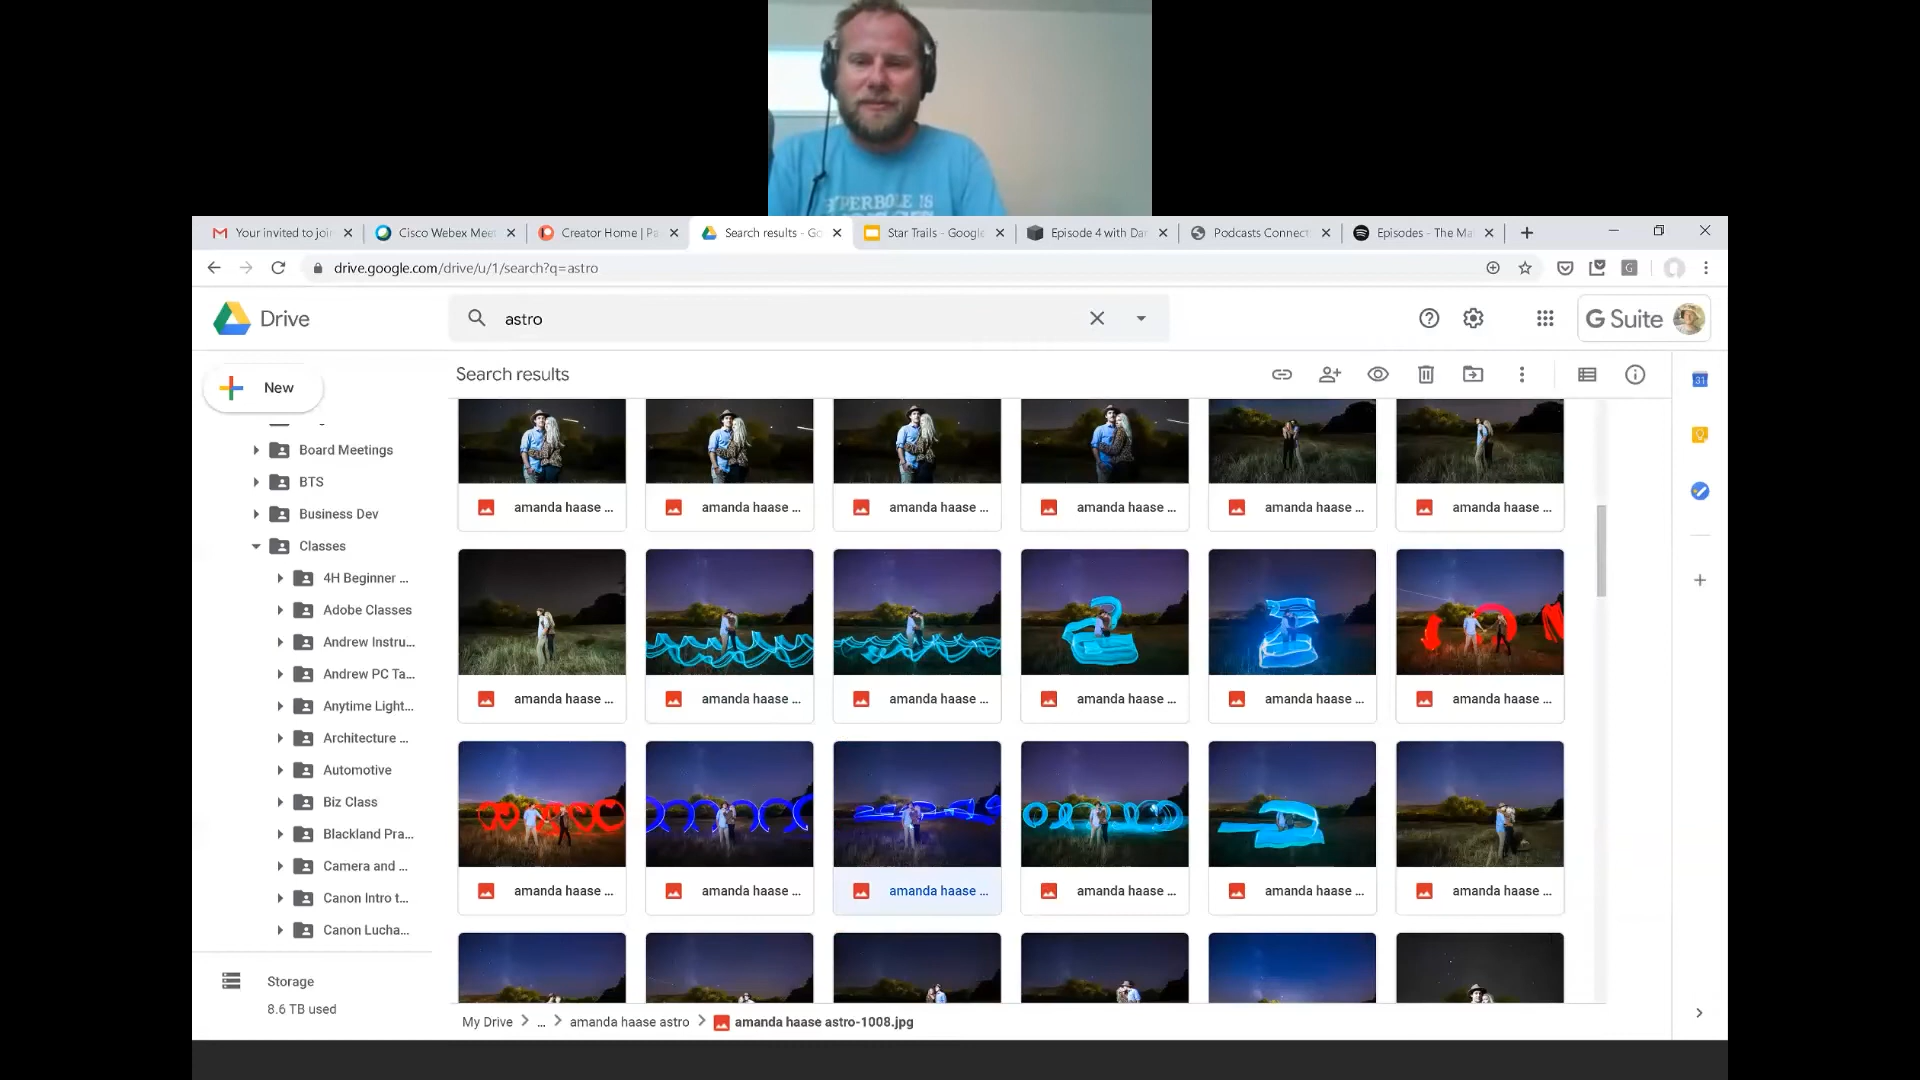 PERBOLE IS
Your invited to joi
Cisco Webex Meet
Creator Home | Pa
Search results - Go
Star Trails - Google
Episode 4 with Dan
Podcasts Connect
Episodes - The Ma
drive.google.com/drive/u/1/search?q=astro
Drive
astro
G Suite
New
Search results
31
Board Meetings
BTS
Business Dev
Classes
4H Beginner ...
Adobe Classes
Andrew Instru...
Andrew PC Ta...
Anytime Light...
Architecture ...
Automotive
Biz Class
Blackland Pra...
Camera and ...
Canon Intro t...
Canon Lucha...
Storage
8.6 TB used
amanda haase ... amanda haase ... amanda haase ... amanda haase ... amanda haase ... amanda haase ...
amanda haase ... amanda haase ... amanda haase ... amanda haase ... amanda haase ... amanda haase ...
amanda haase ... amanda haase ... amanda haase ... amanda haase ... amanda haase ... amanda haase ...
My Drive > ... > amanda haase astro > amanda haase astro-1008.jpg